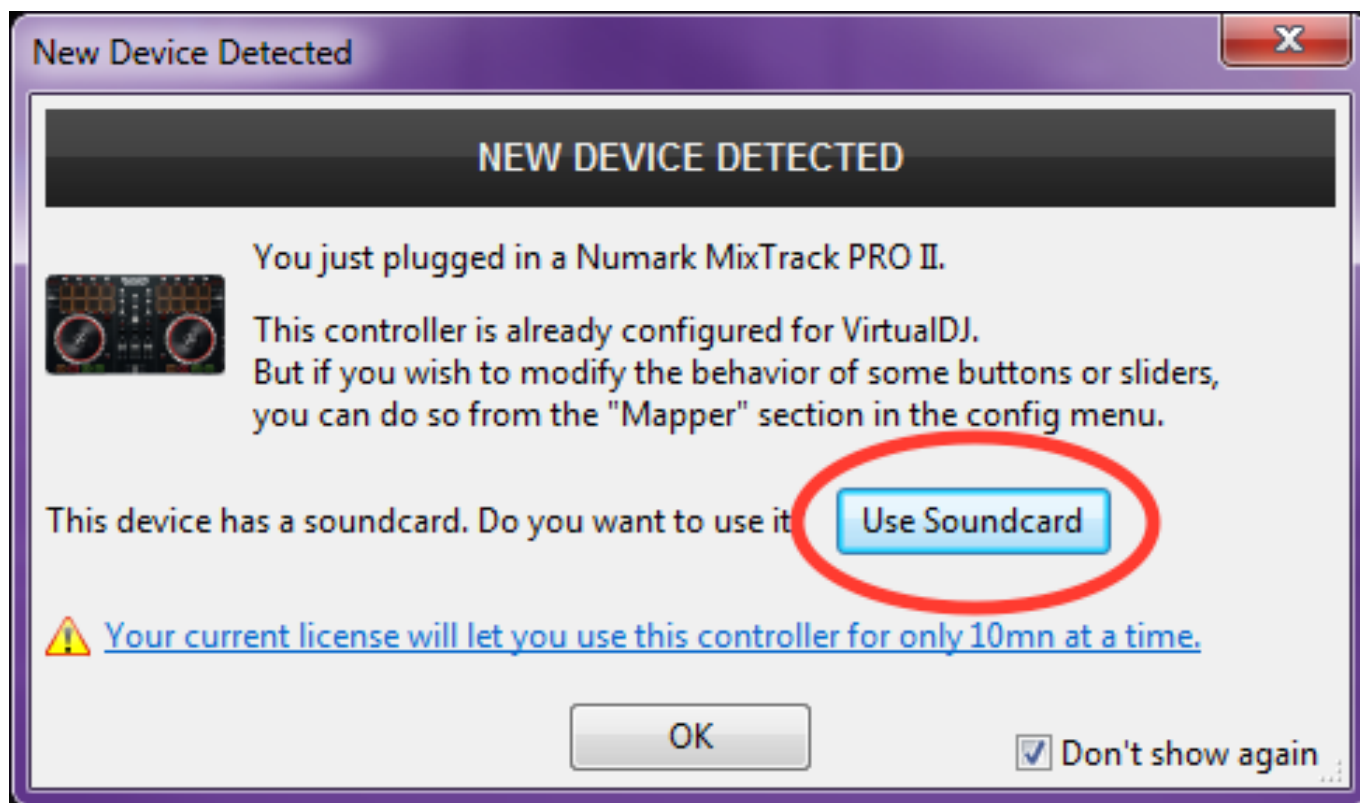 New Device Detected
NEW DEVICE DETECTED
You just plugged in a Numark MixTrack PRO II.
This controller is already configured for VirtualDJ.
But if you wish to modify the behavior of some buttons or sliders,
you can do so from the "Mapper" section in the config menu.
This device has a soundcard. Do you want to use it
Use Soundcard
Your current license will let you use this controller for only 10mn at a time.
OK
Don't show again